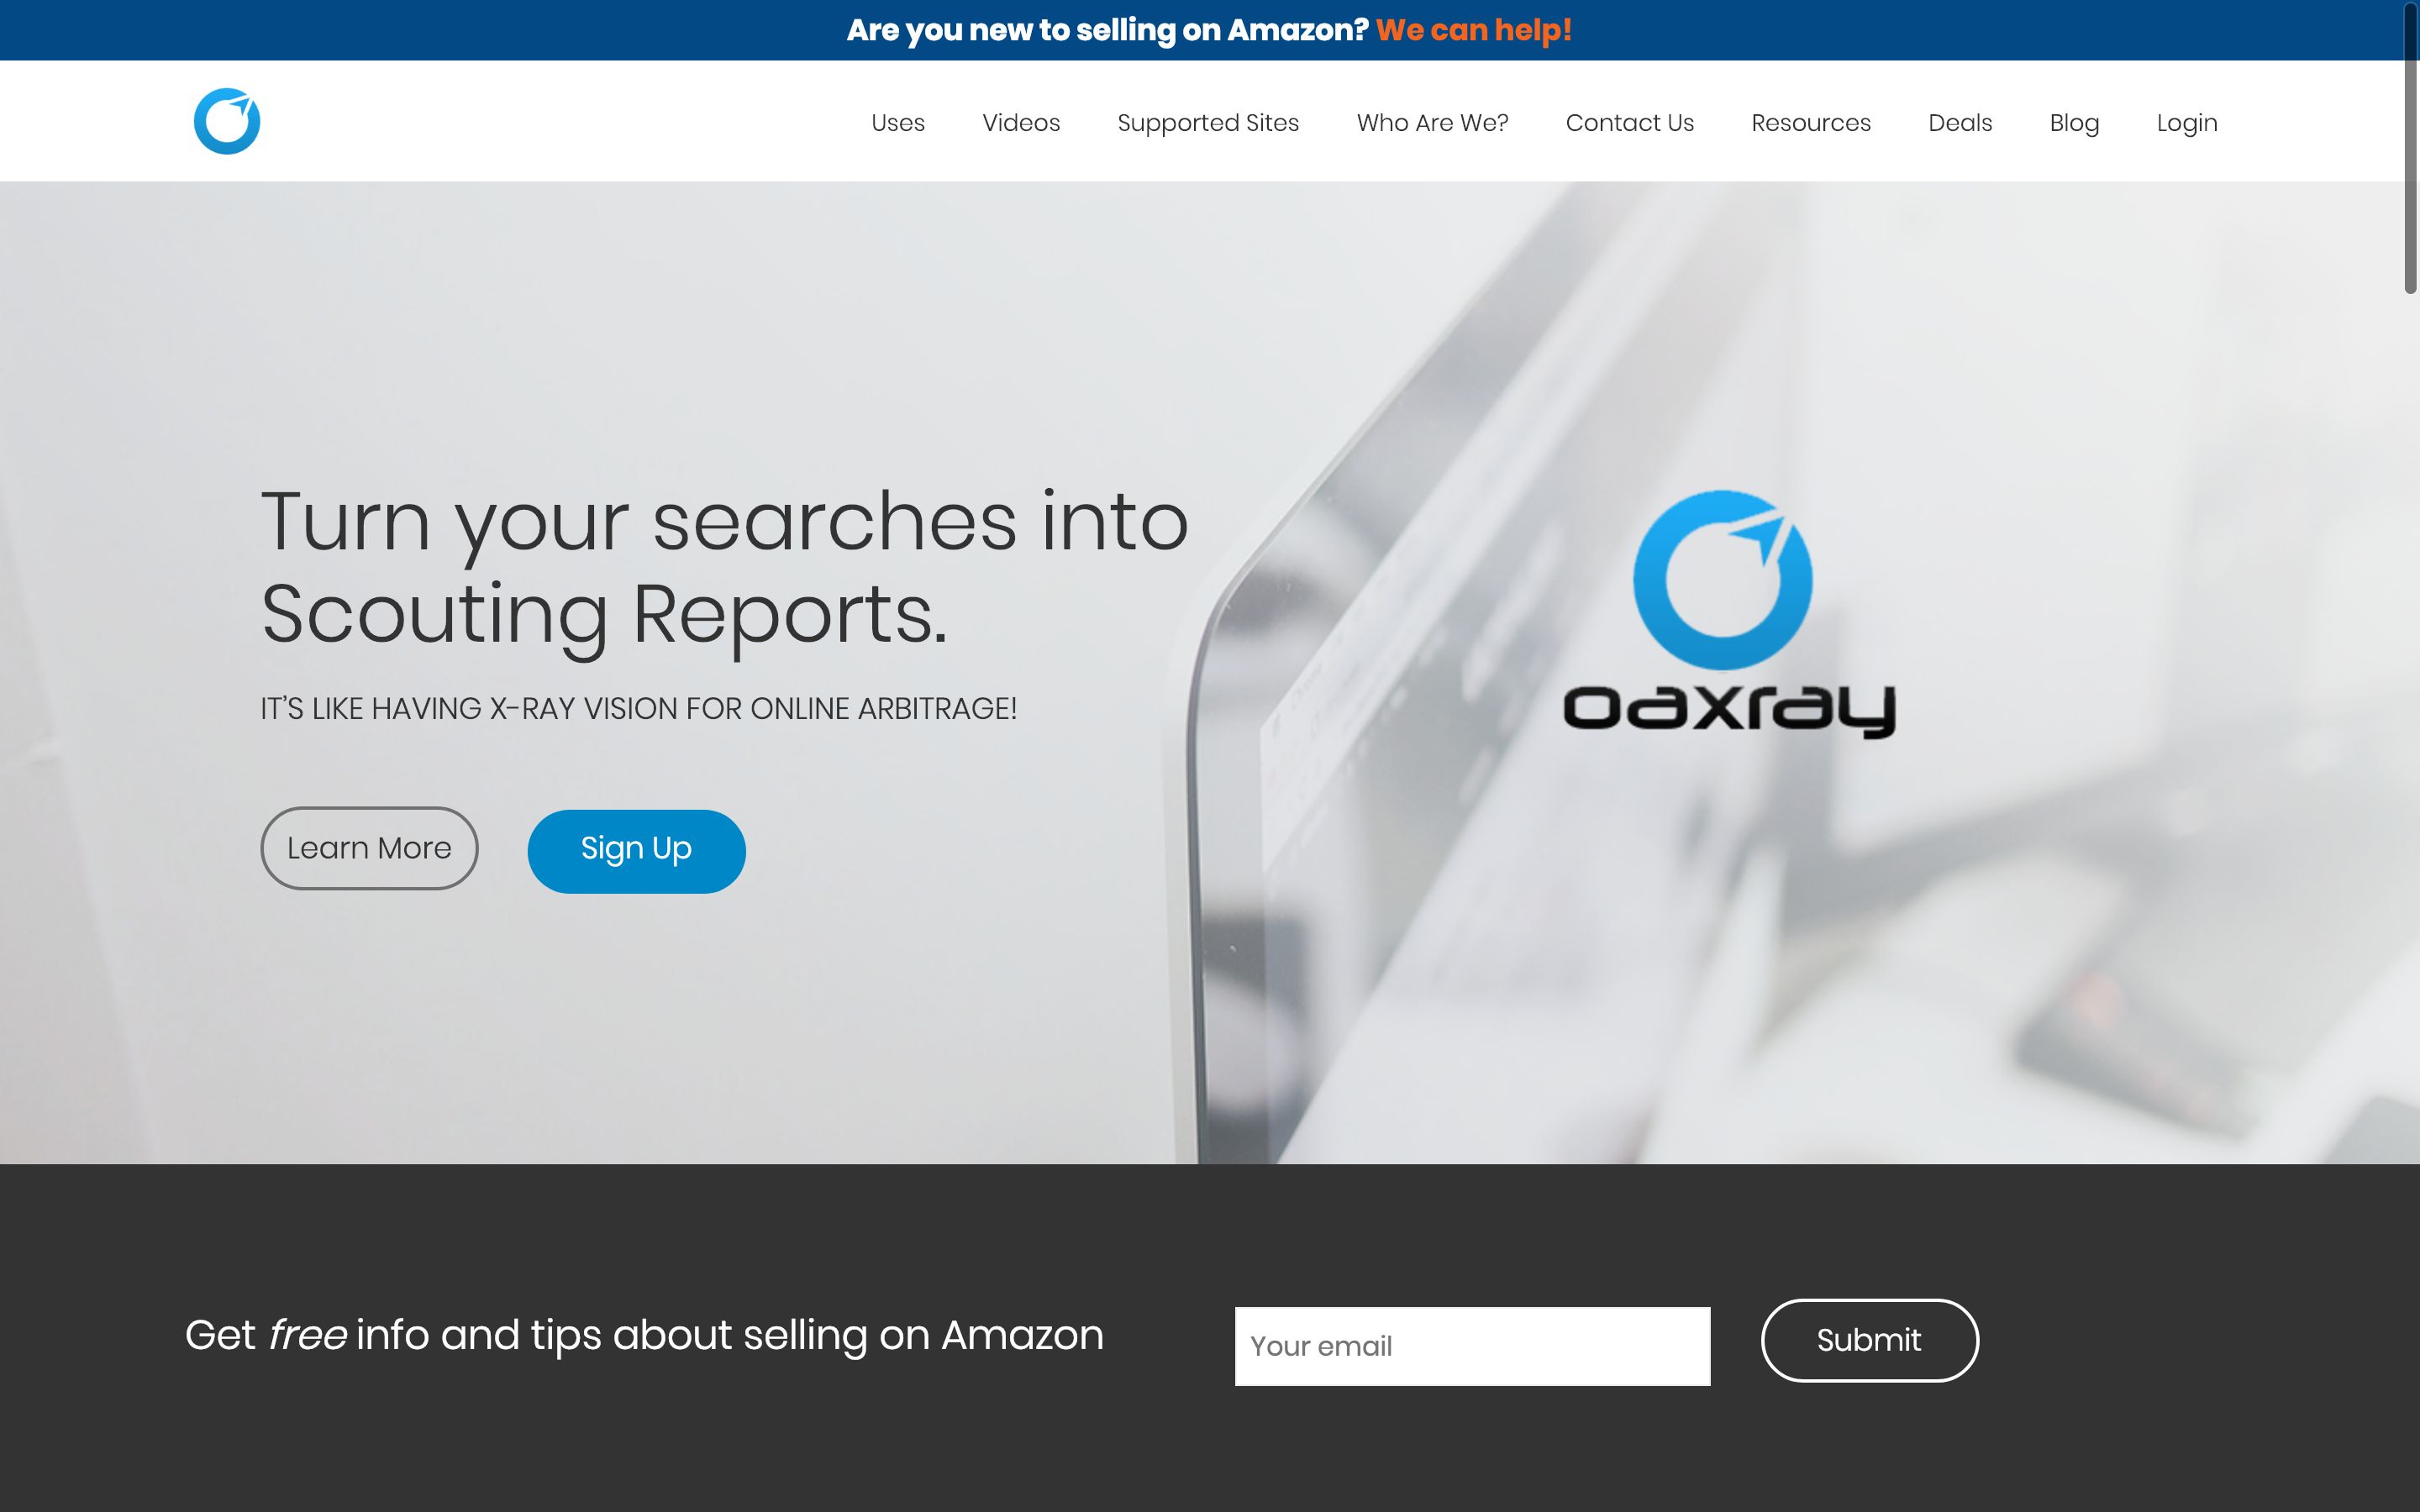 Are you new to selling on Amazon? We can help!
Uses Videos Supported Sites Who Are We? Contact Us Resources Deals Blog Login
Turn your searches into
Scouting Reports.
IT’S LIKE HAVING X-RAY VISION FOR ONLINE ARBITRAGE!
Learn More Sign Up
oaxray
Get free info and tips about selling on Amazon
Your email
Submit